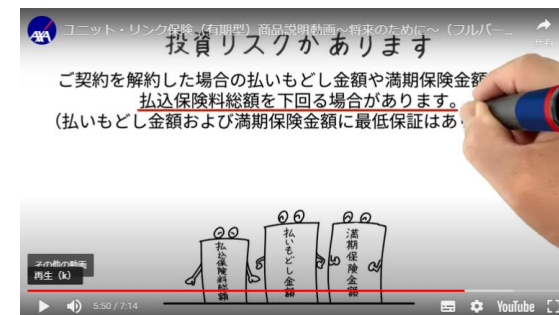 AXA
ユニット・リンク保険（有期型）商品説明動画～将来のために～（フルバー...
共有
投資リスクがあります
ご契約を解約した場合の払いもどし金額や満期保険金額
払込保険料総額を下回る場合があります。
（払いもどし金額および満期保険金額に最低保証はあ
払込保険料総額
払いもどし金額
満期保険金額
その他の動画
再生 (k)
5:50 / 7:14
YouTube